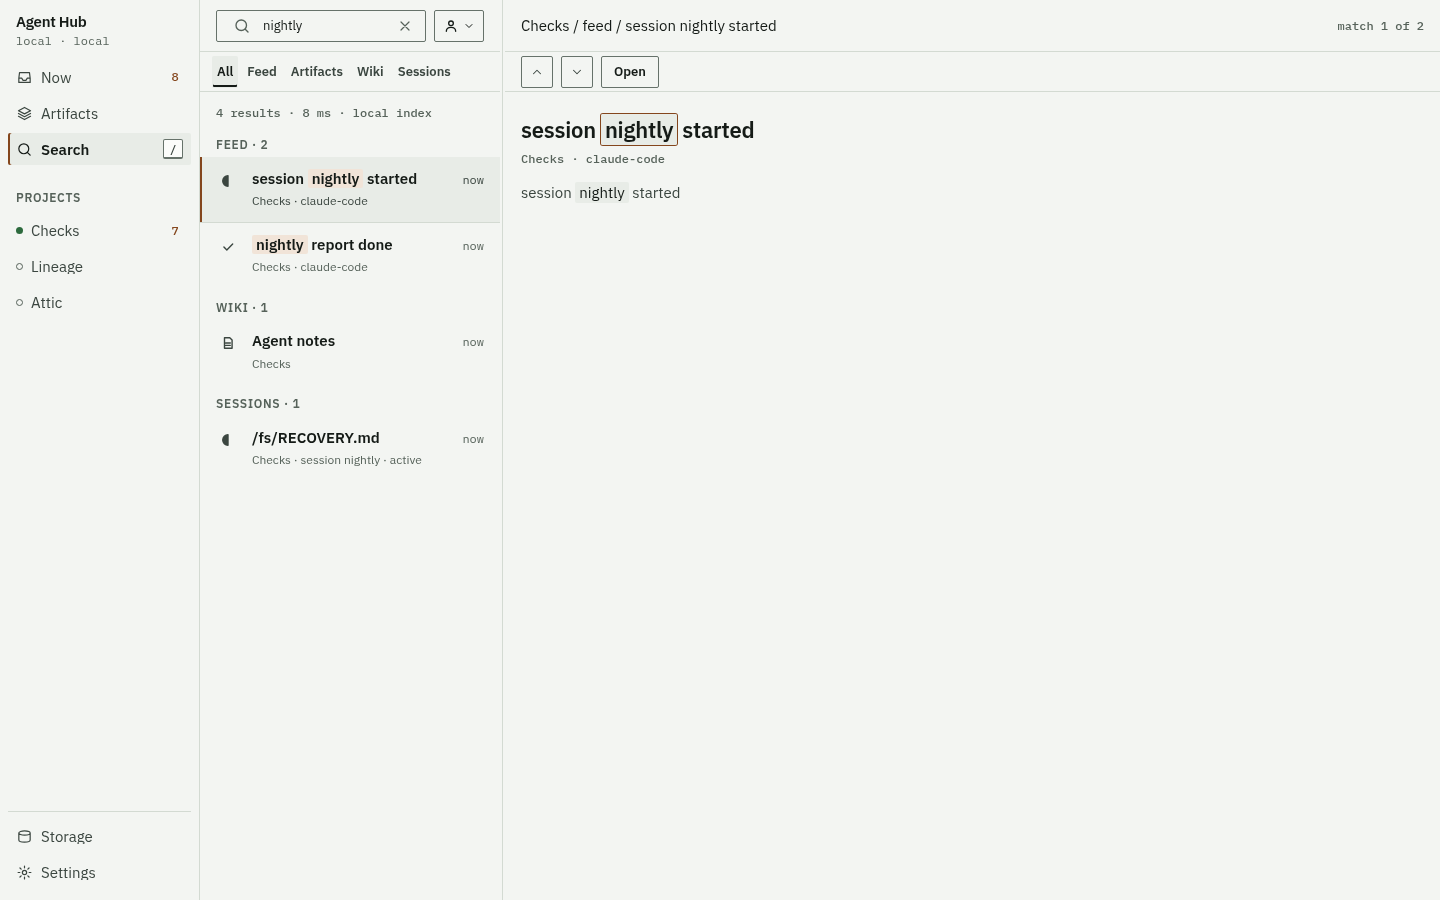 Agent Hub
local · local
Now 8
Artifacts
Search /
PROJECTS
Checks 7
Lineage
Attic
Storage
Settings
nightly
All Feed Artifacts Wiki Sessions
4 results · 8 ms · local index
FEED · 2
session nightly started now
Checks · claude-code
nightly report done now
Checks · claude-code
WIKI · 1
Agent notes now
Checks
SESSIONS · 1
/fs/RECOVERY.md now
Checks · session nightly · active
Checks / feed / session nightly started match 1 of 2
Open
session nightly started
Checks · claude-code
session nightly started